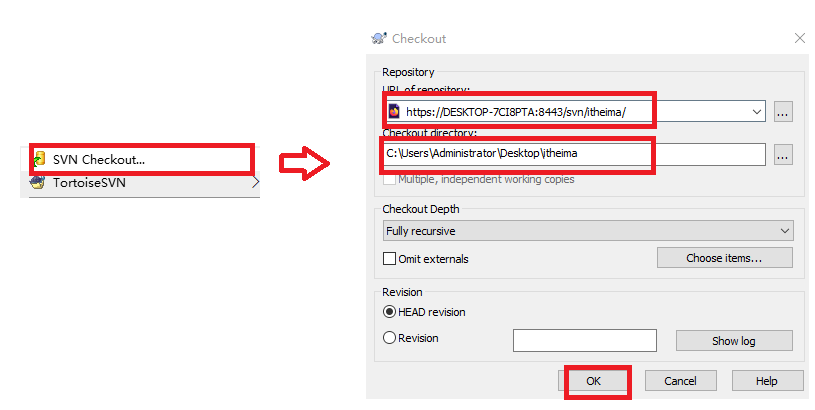 SVN Checkout...
TortoiseSVN
Checkout
Repository
URL of repository:
https://DESKTOP-7CI8PTA:8443/svn/itheima/
...
Checkout directory:
C:\Users\Administrator\Desktop\itheima
...
Multiple, independent working copies
Checkout Depth
Fully recursive
Omit externals
Choose items...
Revision
HEAD revision
Revision
Show log
OK
Cancel
Help